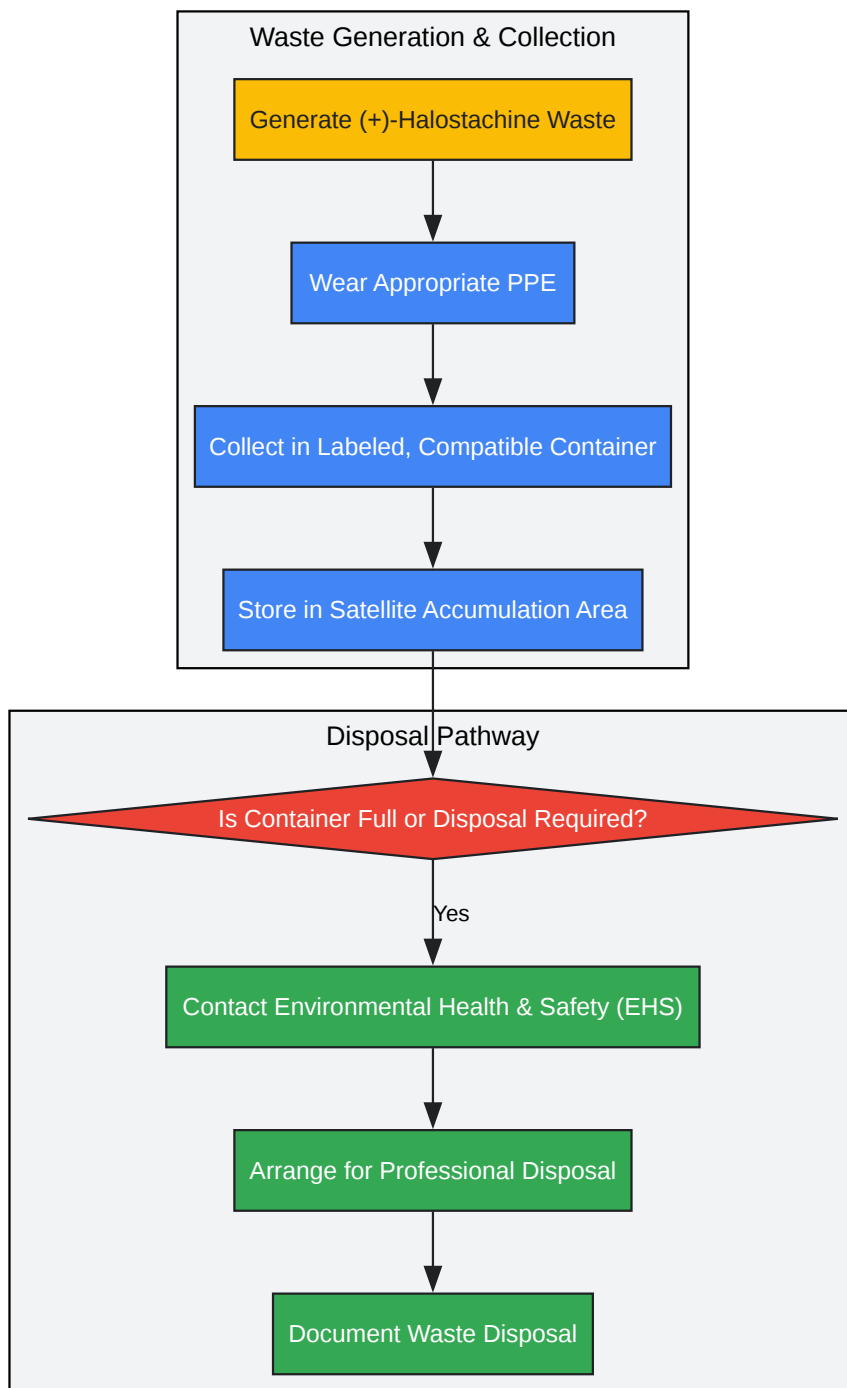 Waste Generation & Collection
Generate (+)-Halostachine Waste
Wear Appropriate PPE
Collect in Labeled, Compatible Container
Store in Satellite Accumulation Area
Disposal Pathway
Is Container Full or Disposal Required?
Yes
Contact Environmental Health & Safety (EHS)
Arrange for Professional Disposal
Document Waste Disposal